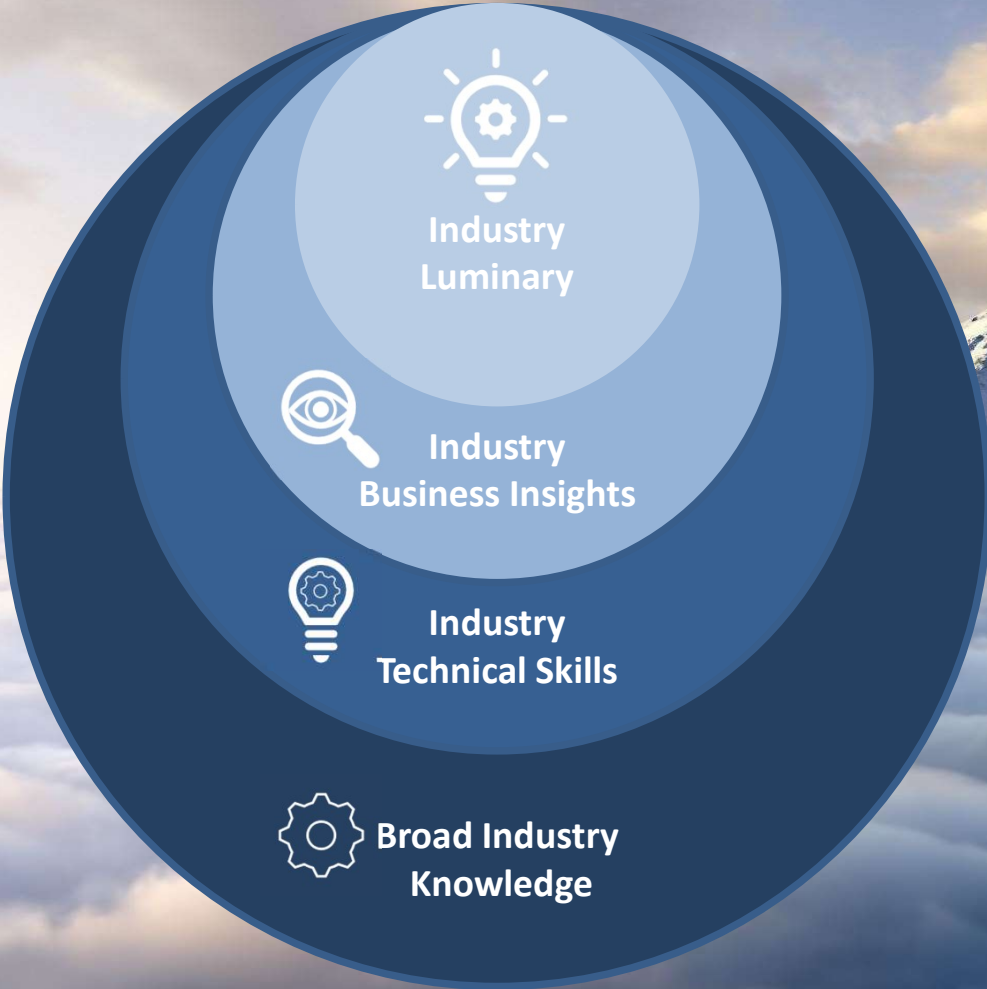 Industry
Luminary
Industry
Business Insights
Industry
Technical Skills
Broad Industry
Knowledge